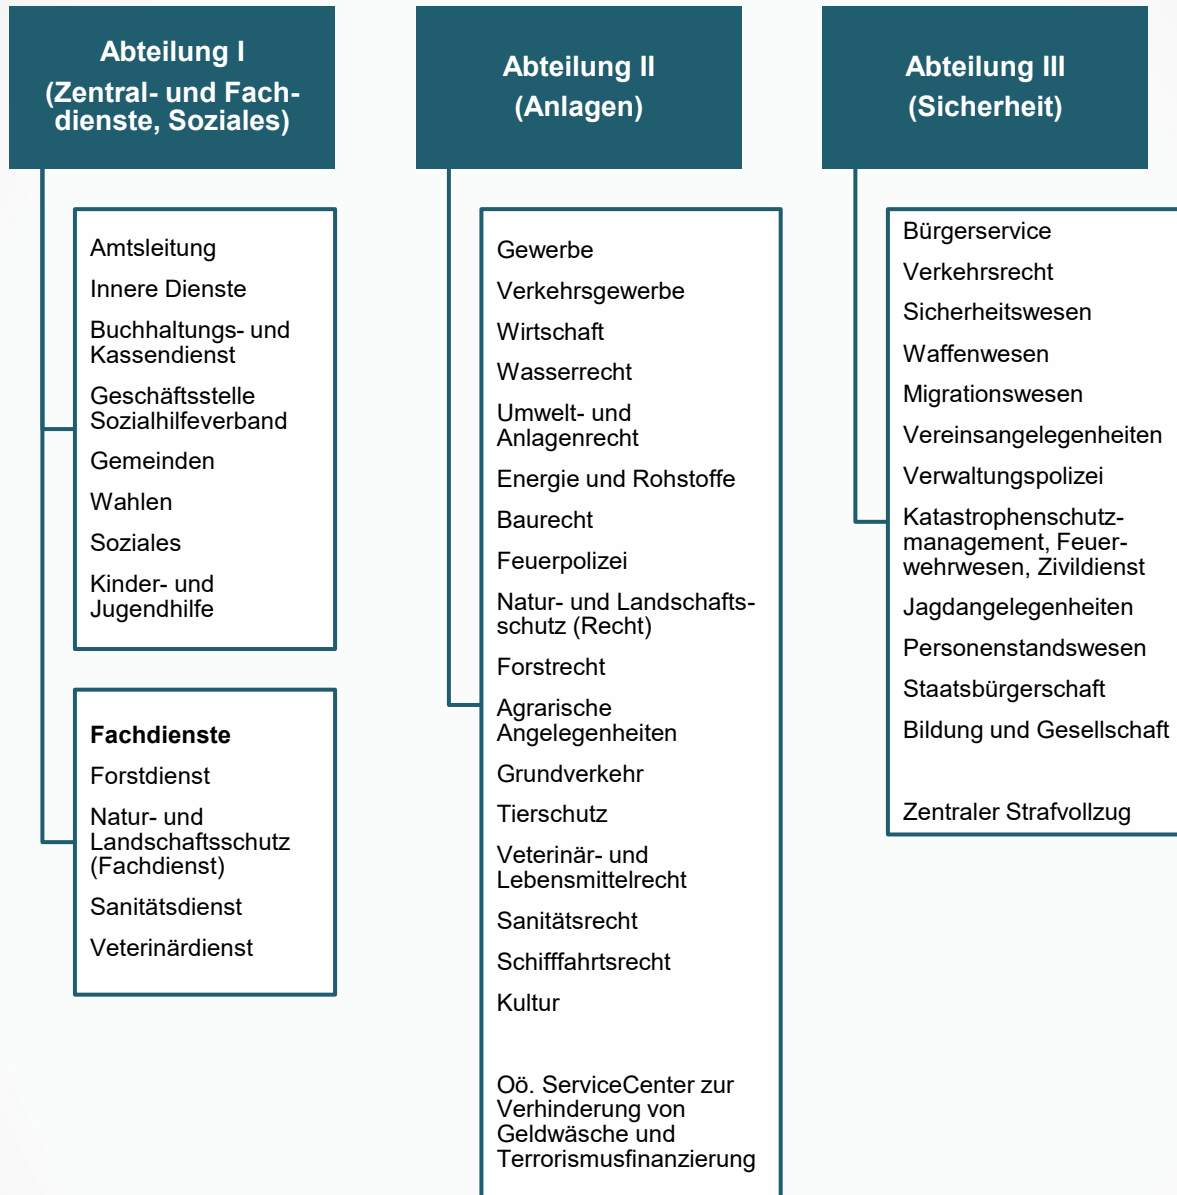 Abteilung I
(Zentral- und Fach-
dienste, Soziales)
Amtsleitung
Innere Dienste
Buchhaltungs- und
Kassendienst
Geschäftsstelle
Sozialhilfeverband
Gemeinden
Wahlen
Soziales
Kinder- und
Jugendhilfe
Fachdienste
Forstdienst
Natur- und
Landschaftsschutz
(Fachdienst)
Sanitätsdienst
Veterinärdienst
Abteilung II
(Anlagen)
Gewerbe
Verkehrsgewerbe
Wirtschaft
Wasserrecht
Umwelt- und
Anlagenrecht
Energie und Rohstoffe
Baurecht
Feuerpolizei
Natur- und Landschafts-
schutz (Recht)
Forstrecht
Agrarische
Angelegenheiten
Grundverkehr
Tierschutz
Veterinär- und
Lebensmittelrecht
Sanitätsrecht
Schifffahrtsrecht
Kultur
Oö. ServiceCenter zur
Verhinderung von
Geldwäsche und
Terrorismusfinanzierung
Abteilung III
(Sicherheit)
Bürgerservice
Verkehrsrecht
Sicherheitswesen
Waffenwesen
Migrationswesen
Vereinsangelegenheiten
Verwaltungspolizei
Katastrophenschutz-
management, Feuer-
wehrwesen, Zivildienst
Jagdangelegenheiten
Personenstandswesen
Staatsbürgerschaft
Bildung und Gesellschaft
Zentraler Strafvollzug